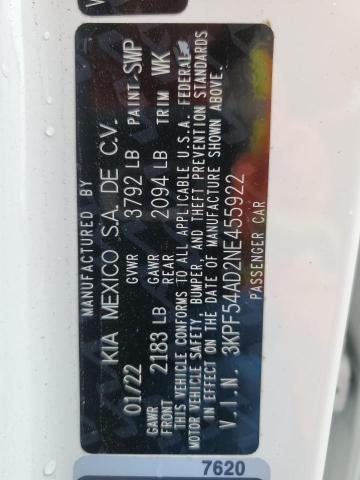 MANUFACTURED BY
KIA MEXICO S.A. DE C.V.
01/22 GVWR 3792 LB PAINT-SWP
GAWR FRONT 2183 LB GAWR REAR 2094 LB TRIM WK
THIS VEHICLE CONFORMS TO ALL APPLICABLE U.S.A. FEDERAL
MOTOR VEHICLE SAFETY, BUMPER, AND THEFT PREVENTION STANDARDS
IN EFFECT ON THE DATE OF MANUFACTURE SHOWN ABOVE.
V.I.N. 3KPF54AD2NE455922
PASSENGER CAR
7620